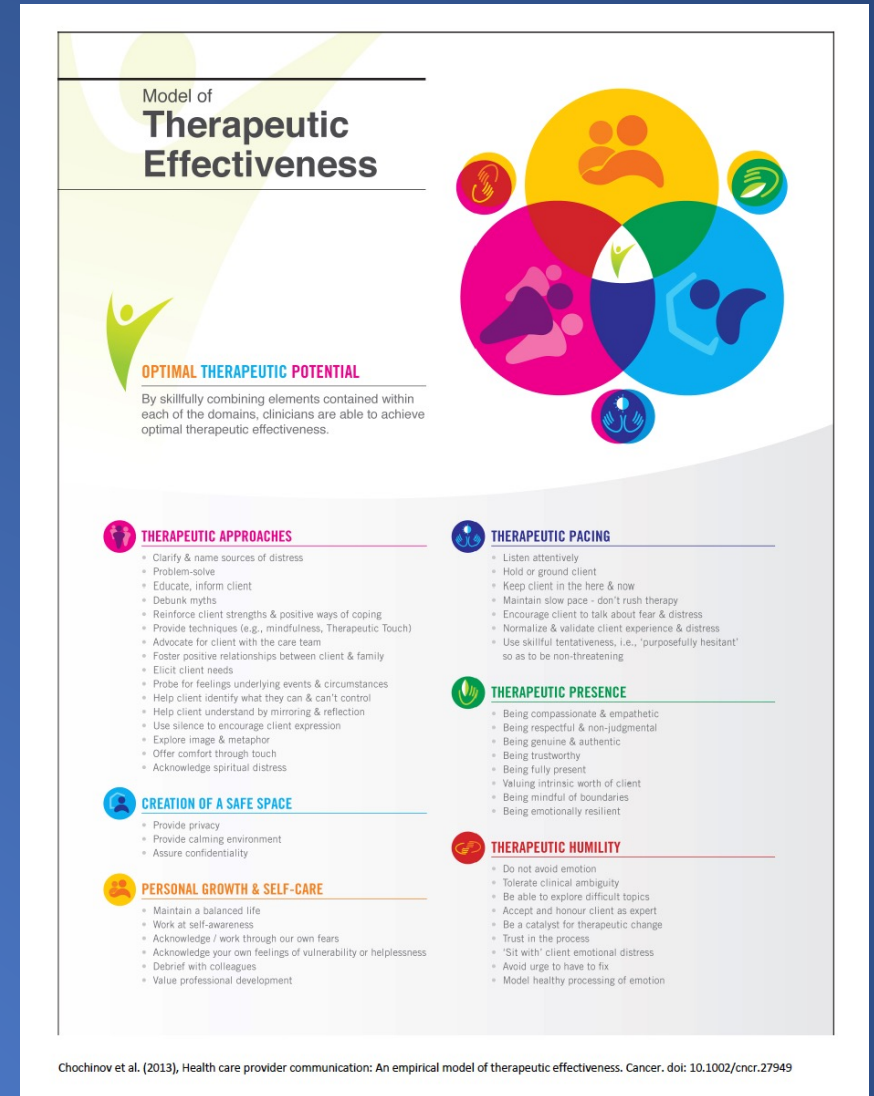 Model of
Therapeutic
Effectiveness
OPTIMAL THERAPEUTIC POTENTIAL
By skillfully combining elements contained within
each of the domains, clinicians are able to achieve
optimal therapeutic effectiveness.
THERAPEUTIC APPROACHES
Clarify & name sources of distress
Problem-solve
Educate, inform client
Debunk myths
Reinforce client strengths & positive ways of coping
Provide techniques (e.g., mindfulness, Therapeutic Touch)
Advocate for client with the care team
Foster positive relationships between client & family
Elicit client needs
Probe for feelings underlying events & circumstances
Help client identify what they can & can't control
Help client understand by mirroring & reflection
Use silence to encourage client expression
Explore image & metaphor
Offer comfort through touch
Acknowledge spiritual distress
CREATION OF A SAFE SPACE
Provide privacy
Provide calming environment
Assure confidentiality
PERSONAL GROWTH & SELF-CARE
Maintain a balanced life
Work at self-awareness
Acknowledge / work through our own fears
Acknowledge your own feelings of vulnerability or helplessness
Debrief with colleagues
Value professional development
THERAPEUTIC PACING
Listen attentively
Hold or ground client
Keep client in the here & now
Maintain slow pace - don't rush therapy
Encourage client to talk about fear & distress
Normalize & validate client experience & distress
Use skillful tentativeness, i.e., 'purposefully hesitant'
so as to be non-threatening
THERAPEUTIC PRESENCE
Being compassionate & empathetic
Being respectful & non-judgmental
Being genuine & authentic
Being trustworthy
Being fully present
Valuing intrinsic worth of client
Being mindful of boundaries
Being emotionally resilient
THERAPEUTIC HUMILITY
Do not avoid emotion
Tolerate clinical ambiguity
Be able to explore difficult topics
Accept and honour client as expert
Be a catalyst for therapeutic change
Trust in the process
'Sit with' client emotional distress
Avoid urge to have to fix
Model healthy processing of emotion
Chochinov et al. (2013), Health care provider communication: An empirical model of therapeutic effectiveness. Cancer. doi: 10.1002/cncr.27949